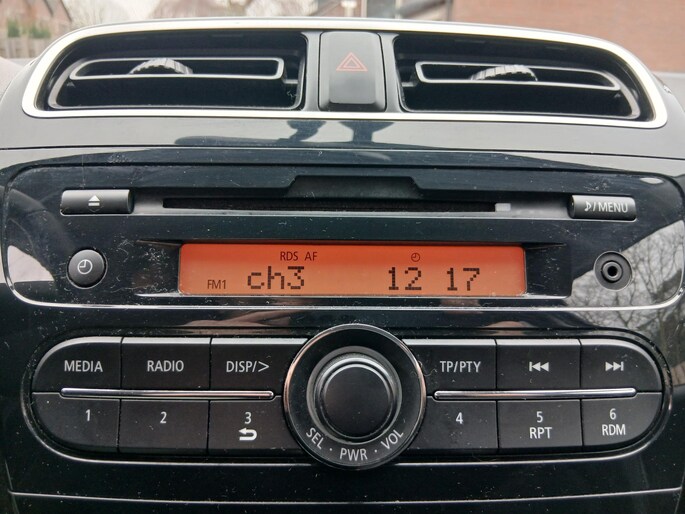 ♪/MENU
RDS AF
FM1 ch3 12 17
MEDIA RADIO DISP/> TP/PTY
1 2 3 4 5 6
RPT RDM
SEL · PWR · VOL